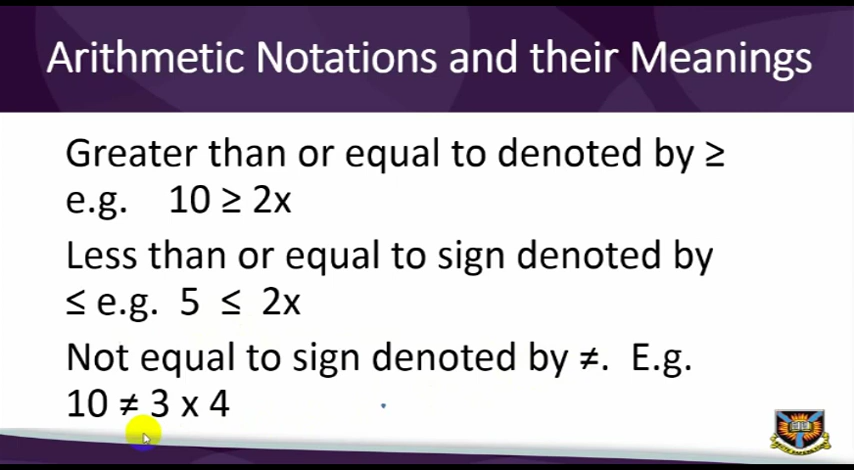 Arithmetic Notations and their Meanings
Greater than or equal to denoted by ≥
e.g. 10 ≥ 2x
Less than or equal to sign denoted by
≤ e.g. 5 ≤ 2x
Not equal to sign denoted by ≠. E.g.
10 ≠ 3 x 4